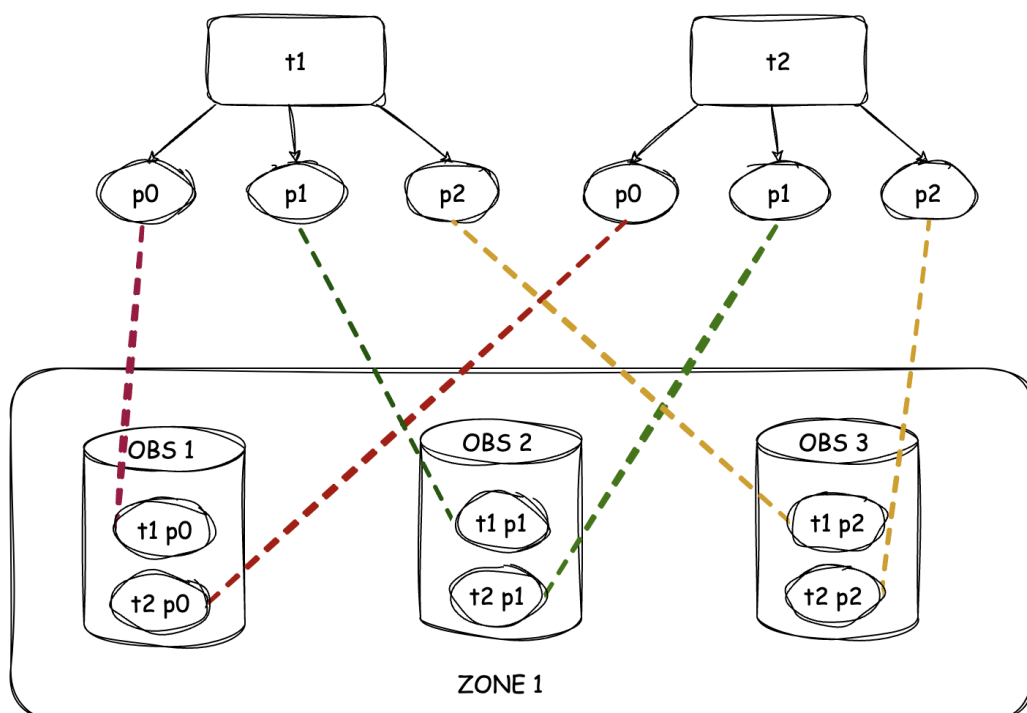 t1
t2
p0
p1
p2
p0
p1
p2
OBS 1
OBS 2
OBS 3
t1 p0
t1 p1
t1 p2
t2 p0
t2 p1
t2 p2
ZONE 1